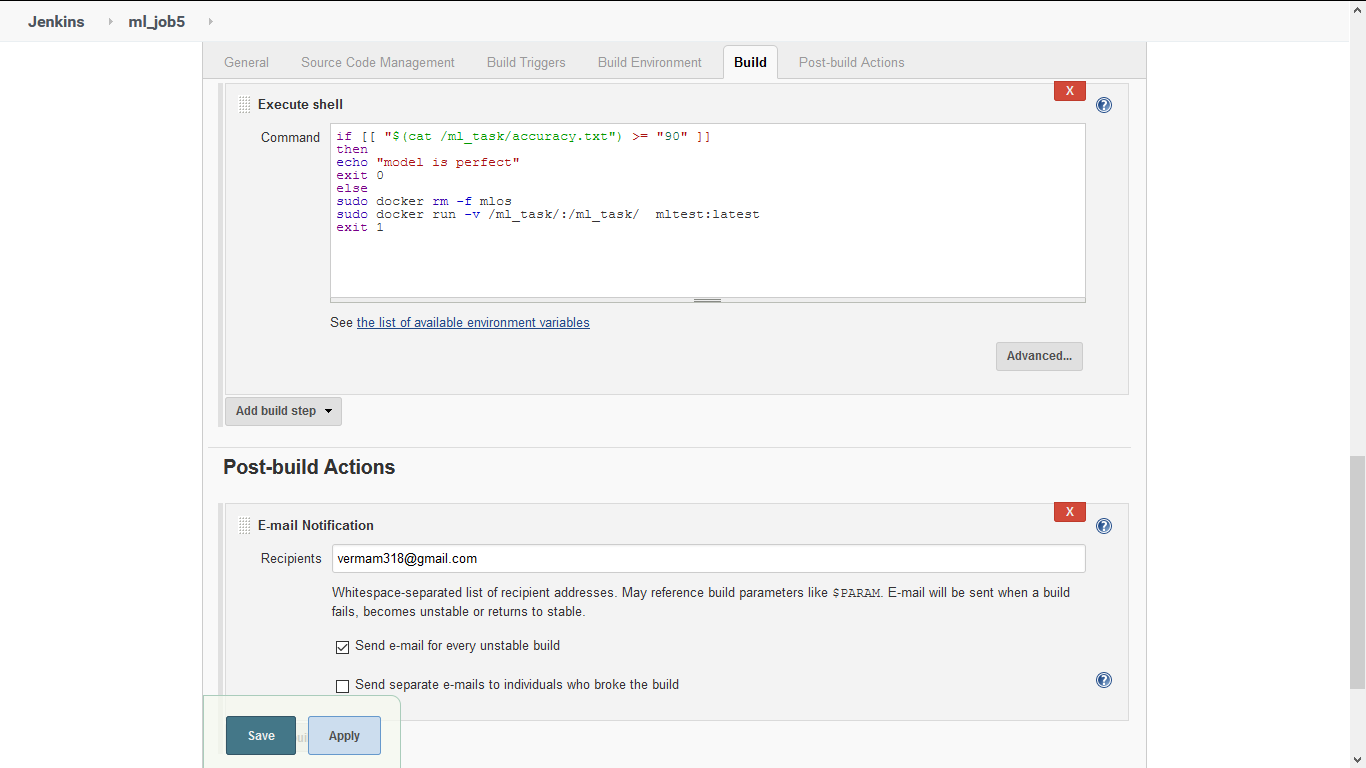 Jenkins ml_job5
General Source Code Management Build Triggers Build Environment Build Post-build Actions
X
Execute shell
Command
if [[ "$(cat /ml_task/accuracy.txt") >= "90" ]]
then
echo "model is perfect"
exit 0
else
sudo docker rm -f mlos
sudo docker run -v /ml_task/:/ml_task/  mltest:latest
exit 1
See the list of available environment variables
Advanced...
Add build step
Post-build Actions
X
E-mail Notification
Recipients vermam318@gmail.com
Whitespace-separated list of recipient addresses. May reference build parameters like $PARAM. E-mail will be sent when a build
fails, becomes unstable or returns to stable.
Send e-mail for every unstable build
Send separate e-mails to individuals who broke the build
Save Apply